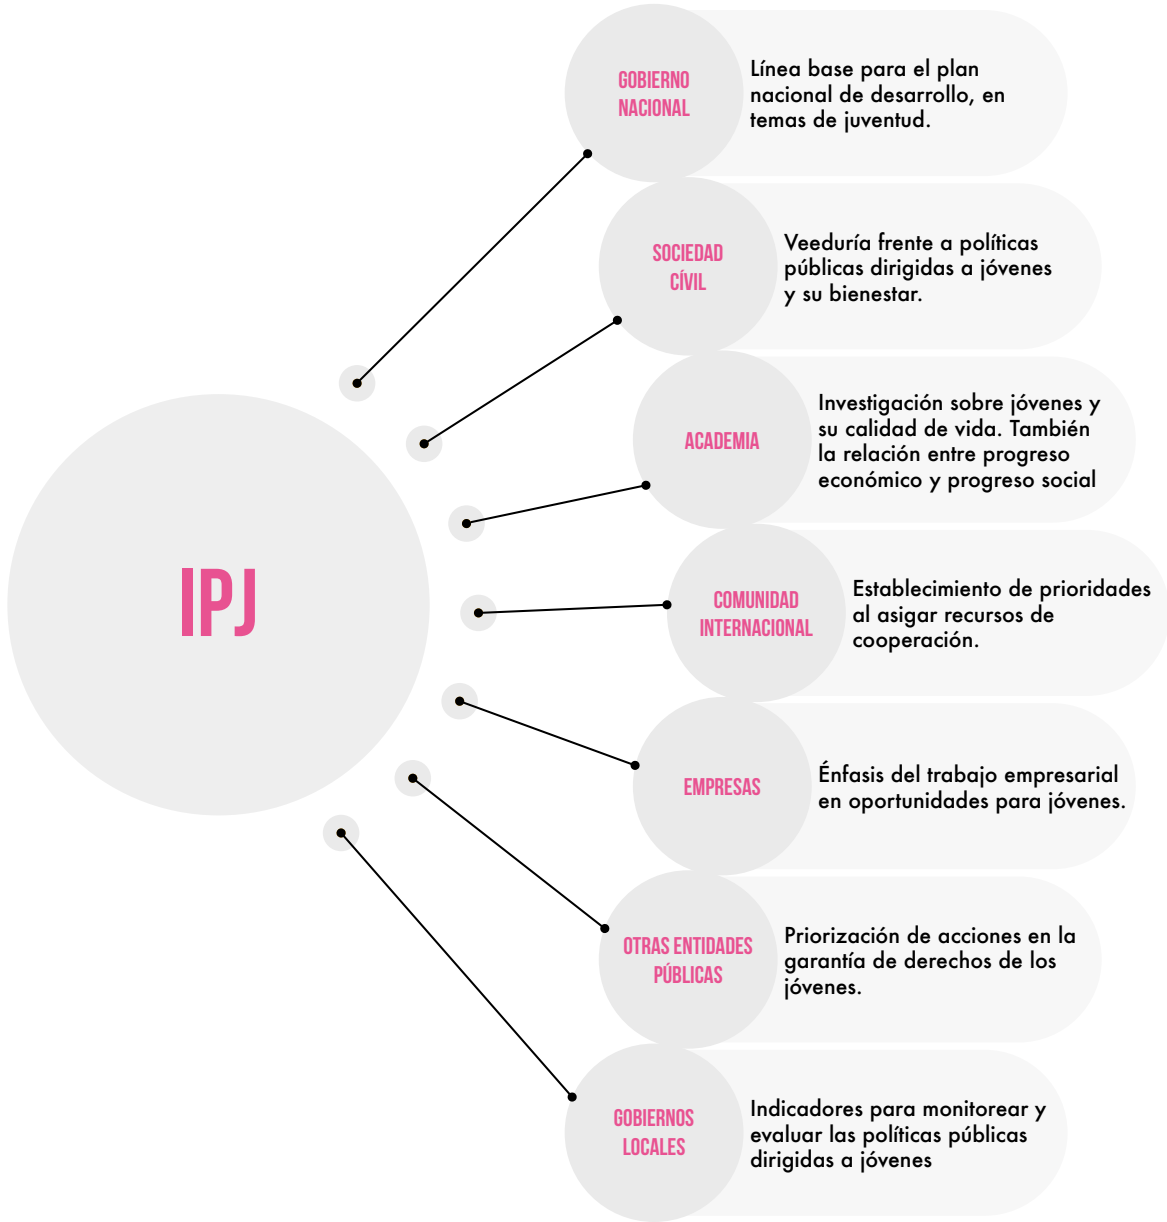 GOBIERNO
NACIONAL
Línea base para el plan
nacional de desarrollo, en
temas de juventud.
SOCIEDAD
CÍVIL
Veeduría frente a políticas
públicas dirigidas a jóvenes
y su bienestar.
ACADEMIA
Investigación sobre jóvenes y
su calidad de vida. También
la relación entre progreso
económico y progreso social
IPJ
COMUNIDAD
INTERNACIONAL
Establecimiento de prioridades
al asigar recursos de
cooperación.
EMPRESAS
Énfasis del trabajo empresarial
en oportunidades para jóvenes.
OTRAS ENTIDADES
PÚBLICAS
Priorización de acciones en la
garantía de derechos de los
jóvenes.
GOBIERNOS
LOCALES
Indicadores para monitorear y
evaluar las políticas públicas
dirigidas a jóvenes